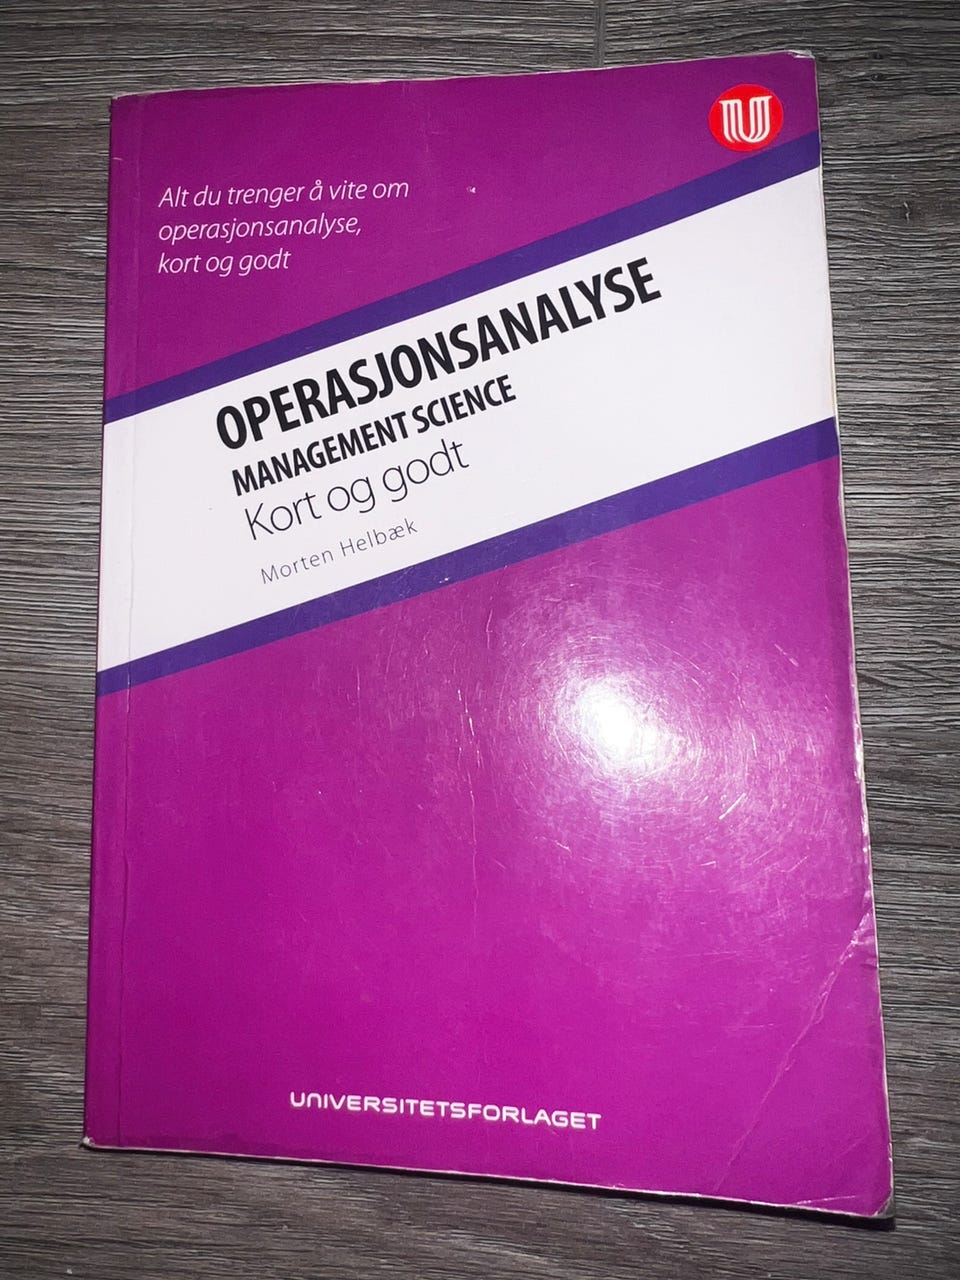 U
Alt du trenger å vite om
operasjonsanalyse,
kort og godt
OPERASJONSANALYSE
MANAGEMENT SCIENCE
Kort og godt
Morten Helbæk
UNIVERSITETSFORLAGET